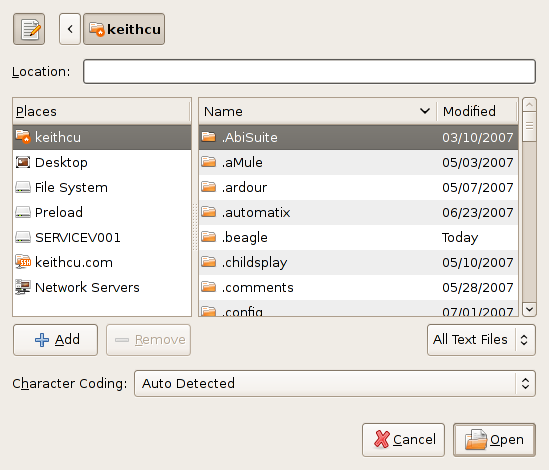 keithcu
Location:
Places
Name Modified
keithcu
Desktop
File System
Preload
SERVICEV001
keithcu.com
Network Servers
.AbiSuite 03/10/2007
.aMule 05/03/2007
.ardour 05/07/2007
.automatix 06/23/2007
.beagle Today
.childsplay 05/10/2007
.comments 05/28/2007
.config 07/01/2007
Add Remove All Text Files
Character Coding: Auto Detected
Cancel Open